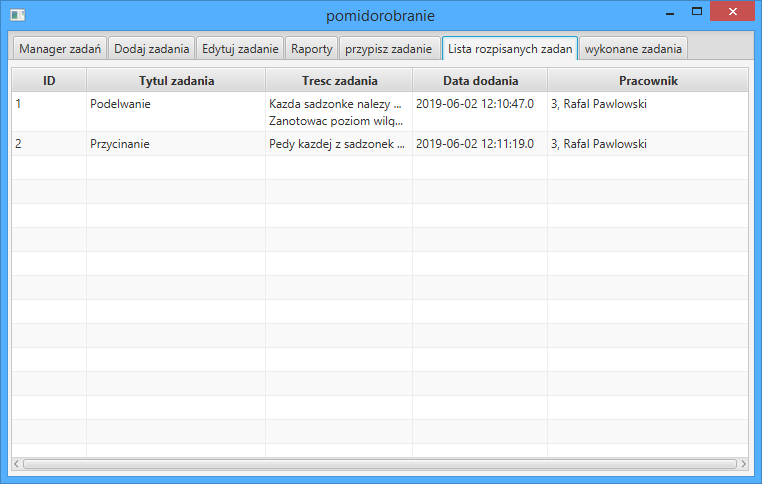 pomidorobranie
Manager zadań Dodaj zadania Edytuj zadanie Raporty przypisz zadanie Lista rozpisanych zadan wykonane zadania
ID Tytul zadania Tresc zadania Data dodania Pracownik
1 Podelwanie Kazda sadzonke nalezy ... 2019-06-02 12:10:47.0 3, Rafal Pawlowski
Zanotowac poziom wilg...
2 Przycinanie Pedy kazdej z sadzonek ... 2019-06-02 12:11:19.0 3, Rafal Pawlowski